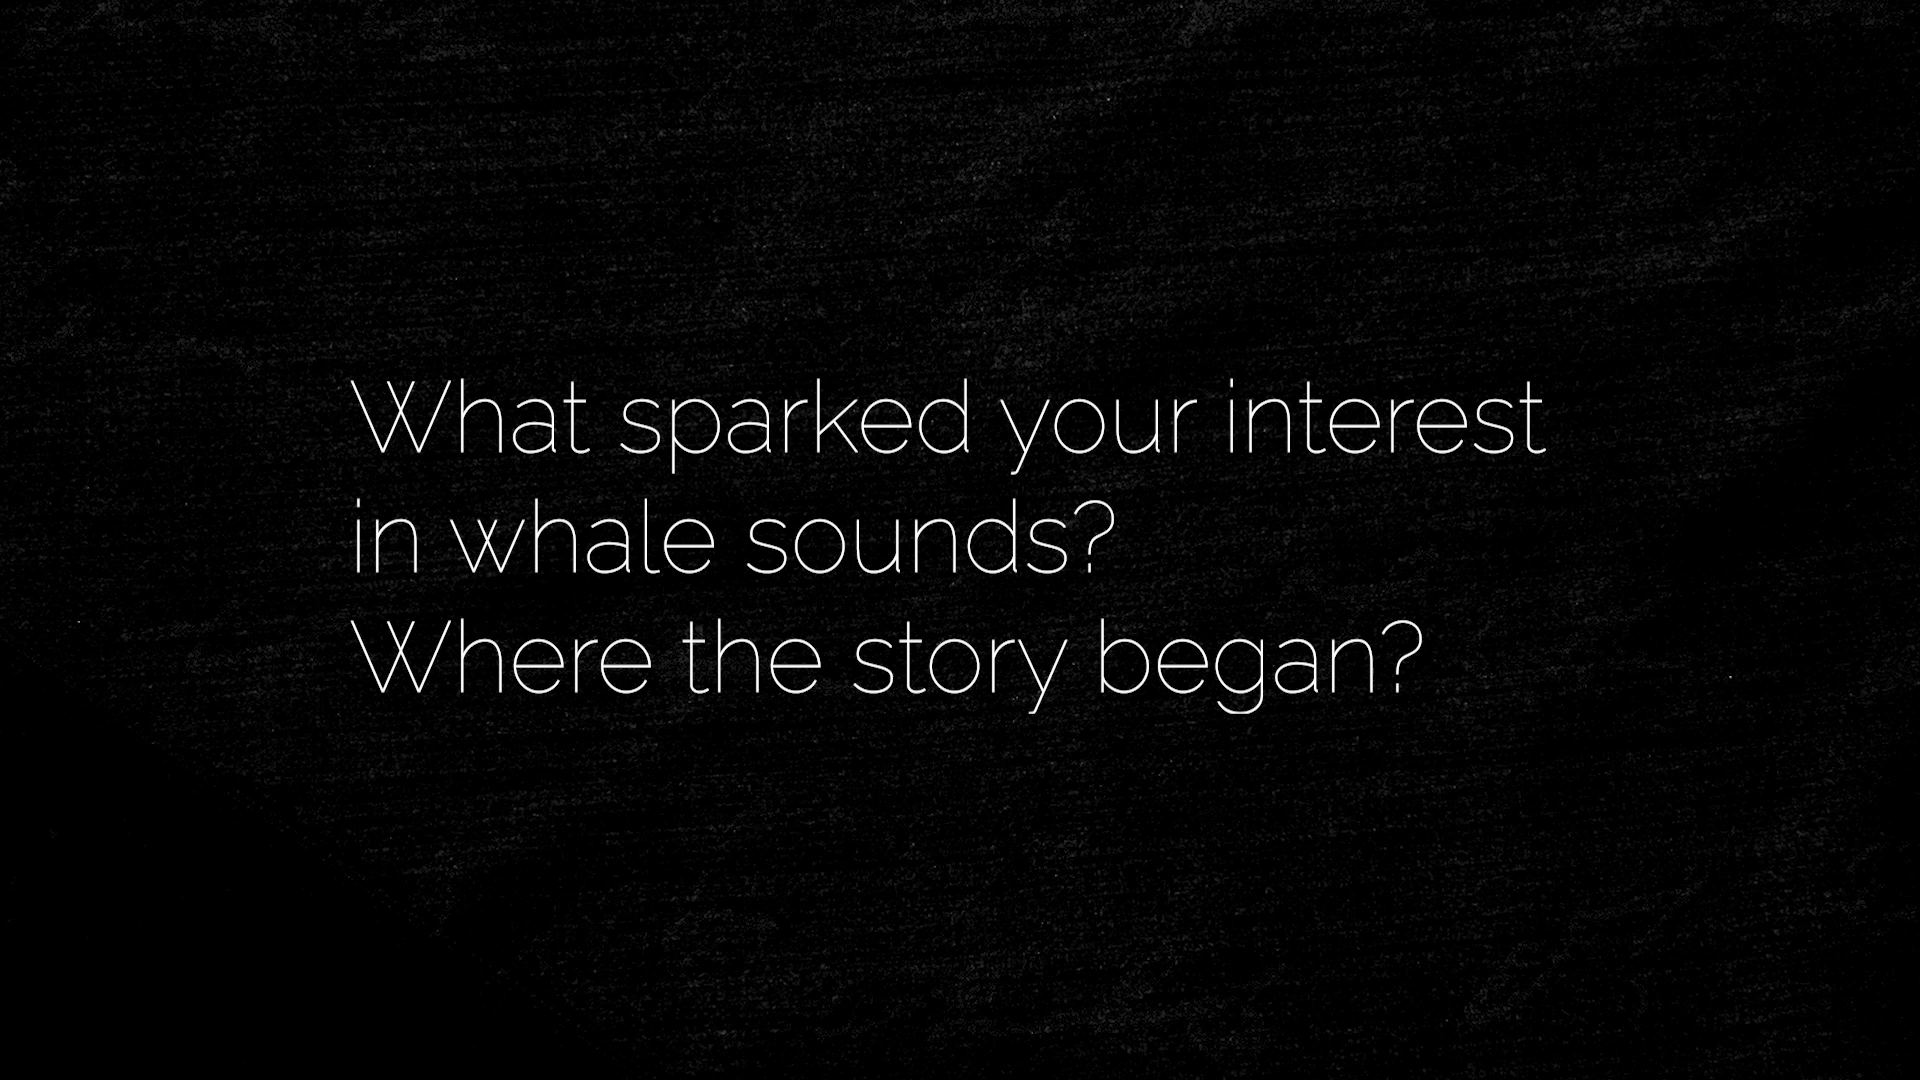 What sparked your interest
in whale sounds?
Where the story began?